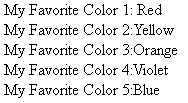 My Favorite Color 1: Red
My Favorite Color 2:Yellow
My Favorite Color 3:Orange
My Favorite Color 4:Violet
My Favorite Color 5:Blue